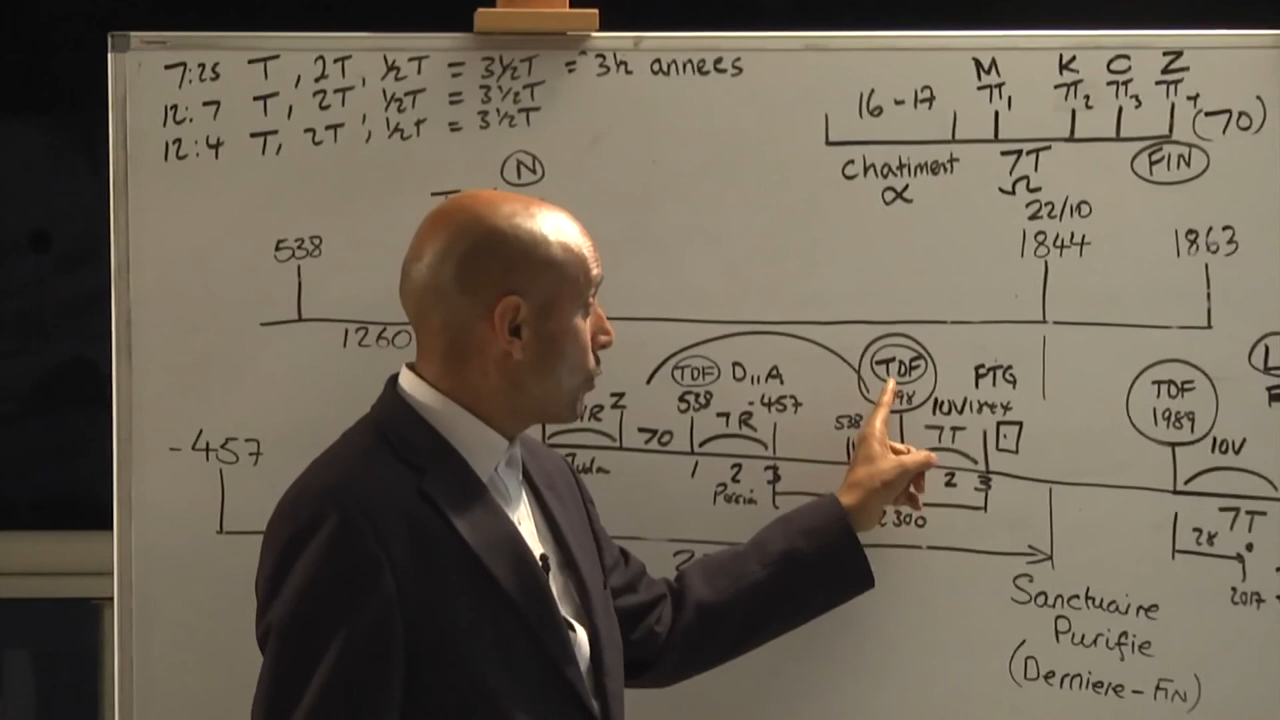 7:25 T, 2T, ½T = 3½T = 3½ annees
12:7 T, 2T, ½T = 3½T
12:4 T, 2T, ½T = 3½T
M K C Z
π1 π2 π3 π4 (70)
16-17
Chatiment 7T FIN
α Ω
N
22/10
538 1844 1863
1260
TDF D11A TDF PTG TDF
1989
Z 538 -457 98
7R 538 7T 10V
-457 70
1 2 3 2 3
2300
7T
28
2017
Sanctuaire
Purifie
(Derniere-FIN)